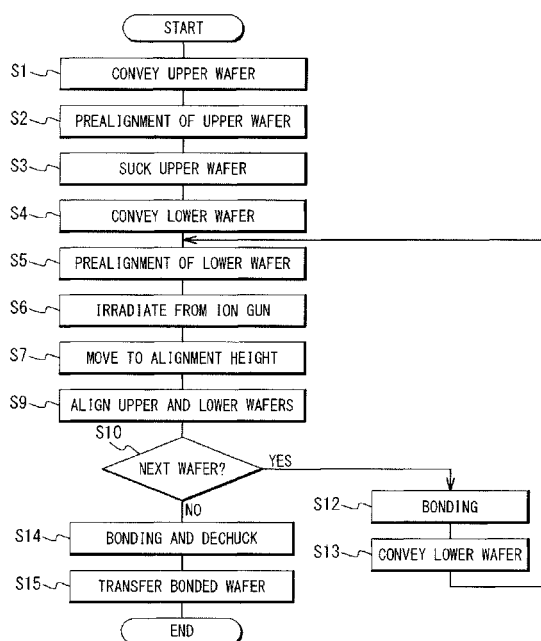 START
S1 CONVEY UPPER WAFER
S2 PREALIGNMENT OF UPPER WAFER
S3 SUCK UPPER WAFER
S4 CONVEY LOWER WAFER
S5 PREALIGNMENT OF LOWER WAFER
S6 IRRADIATE FROM ION GUN
S7 MOVE TO ALIGNMENT HEIGHT
S9 ALIGN UPPER AND LOWER WAFERS
S10 NEXT WAFER? YES
NO
S12 BONDING
S13 CONVEY LOWER WAFER
S14 BONDING AND DECHUCK
S15 TRANSFER BONDED WAFER
END